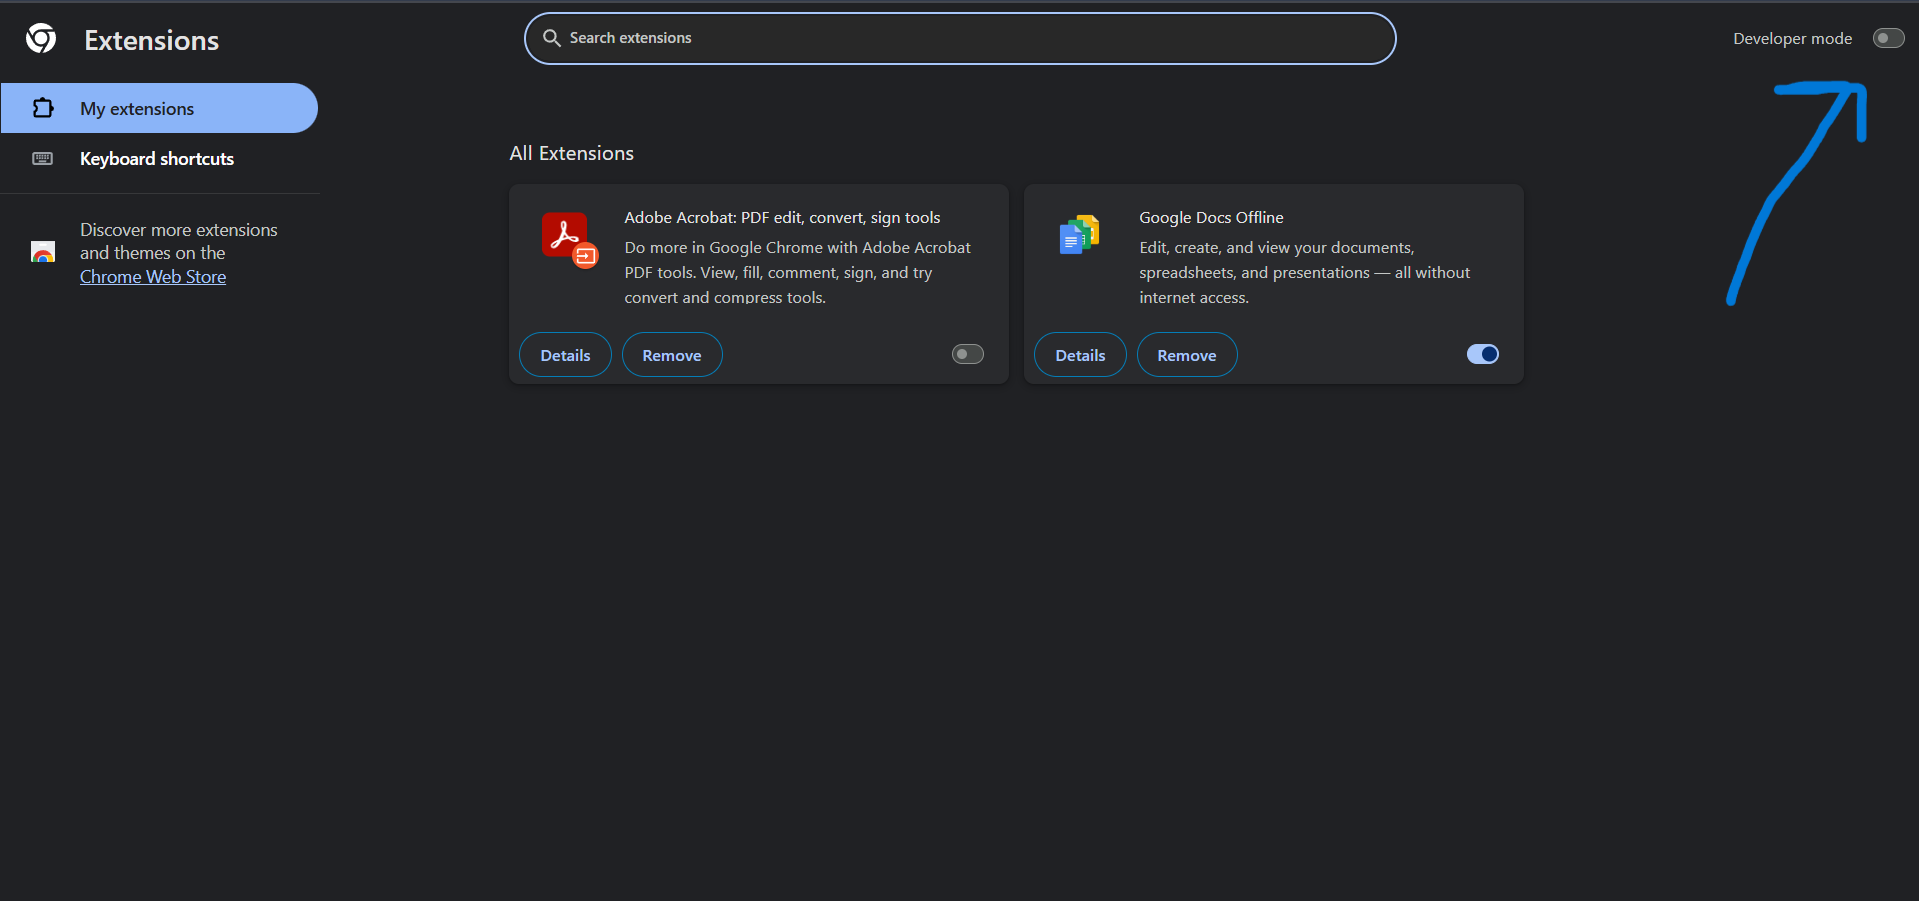 Extensions
Search extensions
Developer mode
My extensions
Keyboard shortcuts
Discover more extensions
and themes on the
Chrome Web Store
All Extensions
Adobe Acrobat: PDF edit, convert, sign tools
Do more in Google Chrome with Adobe Acrobat
PDF tools. View, fill, comment, sign, and try
convert and compress tools.
Details
Remove
Google Docs Offline
Edit, create, and view your documents,
spreadsheets, and presentations — all without
internet access.
Details
Remove